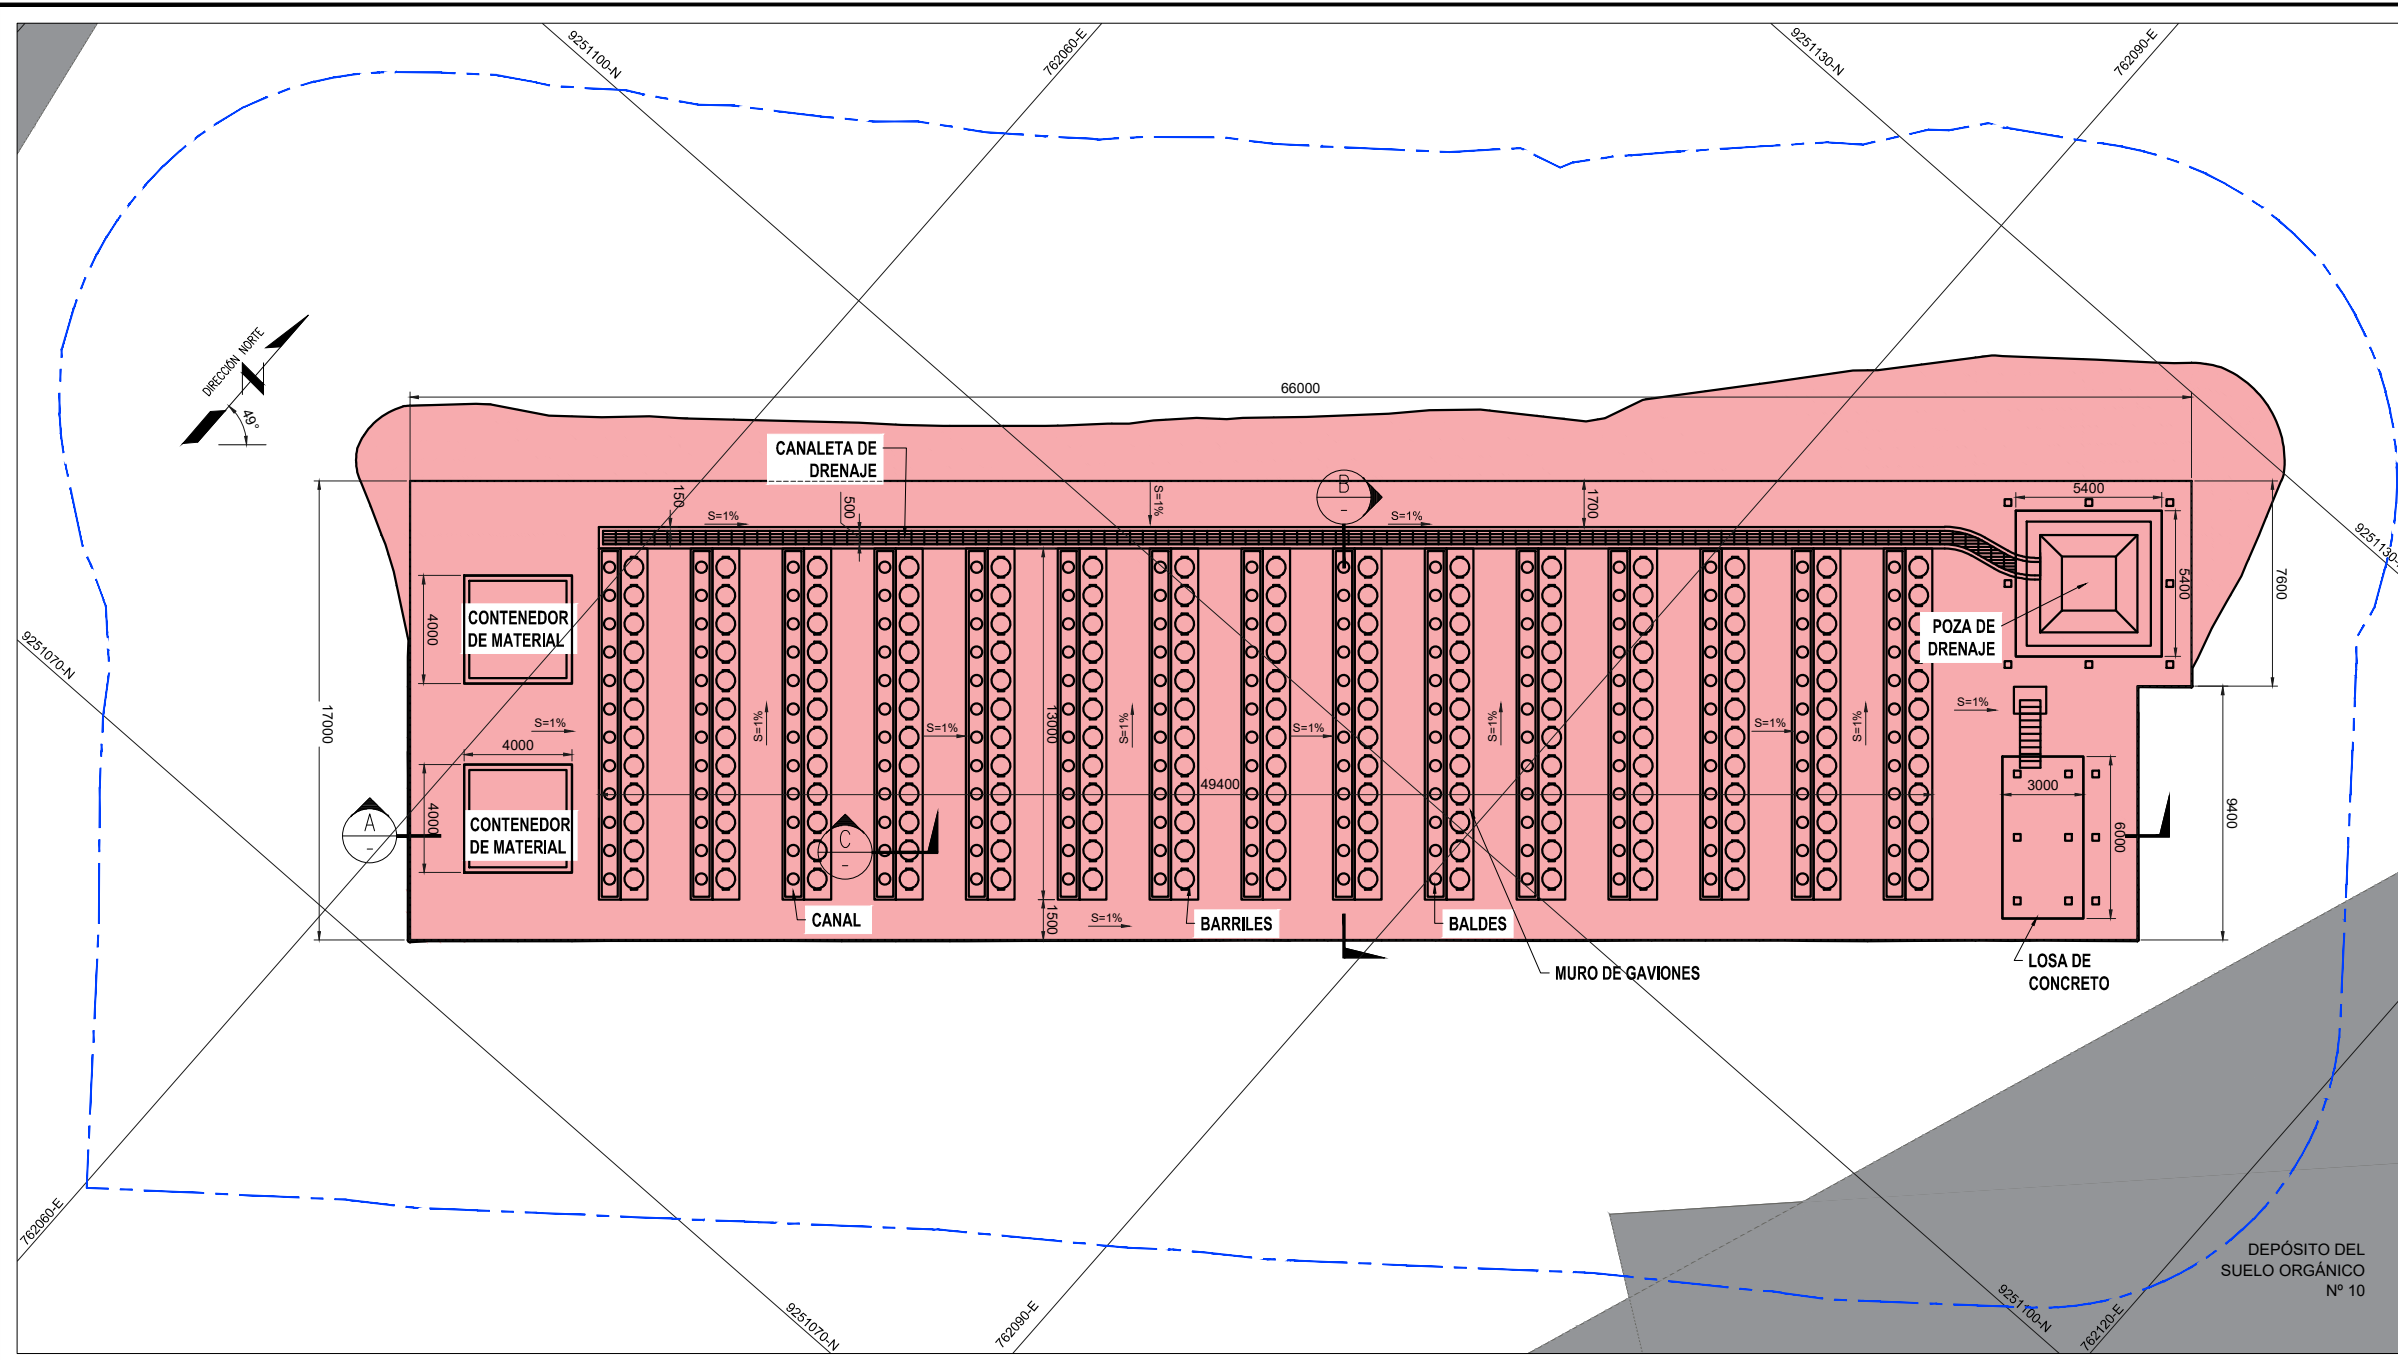 9251100-N
762060-E
9251130-N
762090-E
DIRECCIÓN NORTE
N
49°
66000
CANALETA DE
DRENAJE
150
500
S=1%
S=1%
B
-
S=1%
1700
5400
5400
7600
9251130-N
CONTENEDOR
DE MATERIAL
4000
POZA DE
DRENAJE
9251070-N
17000
S=1%
4000
S=1%
S=1%
13000
S=1%
S=1%
S=1%
S=1%
S=1%
S=1%
49400
3000
6000
9400
A
-
4000
CONTENEDOR
DE MATERIAL
C
-
CANAL
1500
S=1%
BARRILES
BALDES
MURO DE GAVIONES
LOSA DE
CONCRETO
762060-E
9251070-N
762090-E
9251100-N
762120-E
DEPÓSITO DEL
SUELO ORGÁNICO
Nº 10